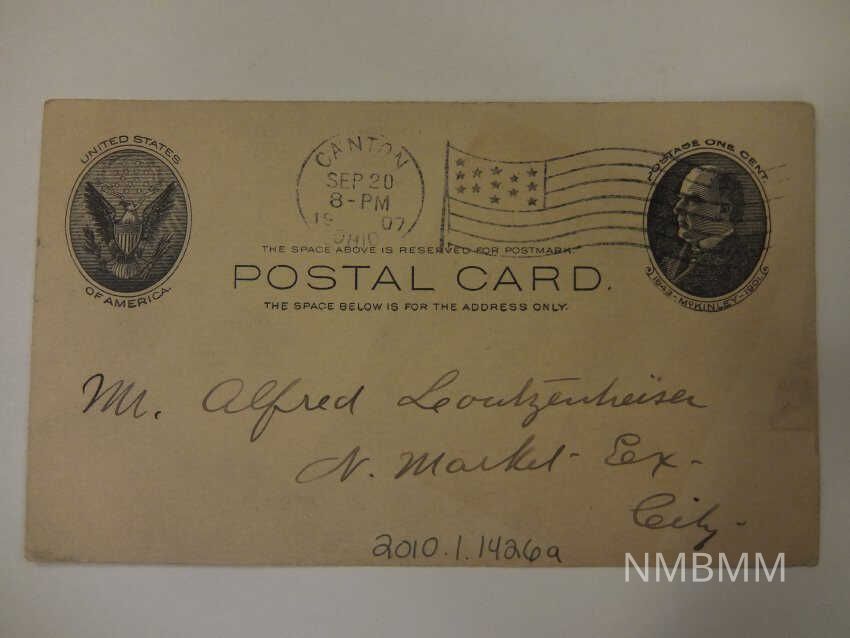 UNITED STATES
OF AMERICA.
CANTON
SEP 20
8-PM
19 07
OHIO
POSTAGE ONE CENT
1843-McKINLEY-1901.
THE SPACE ABOVE IS RESERVED FOR POSTMARK.
POSTAL CARD.
THE SPACE BELOW IS FOR THE ADDRESS ONLY.
Mr. Alfred Loutzenheiser
N. Market Ex-
City.
2010.1.1426a
NMBMM